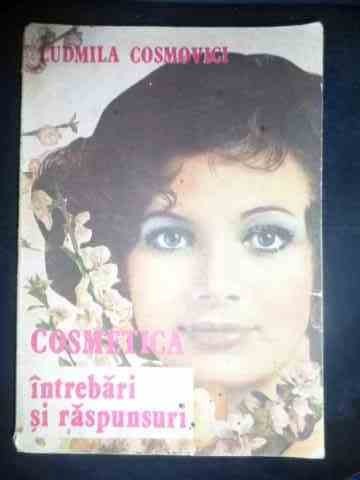 LUDMILA COSMOVICI
COSMETICA
întrebări
și răspunsuri